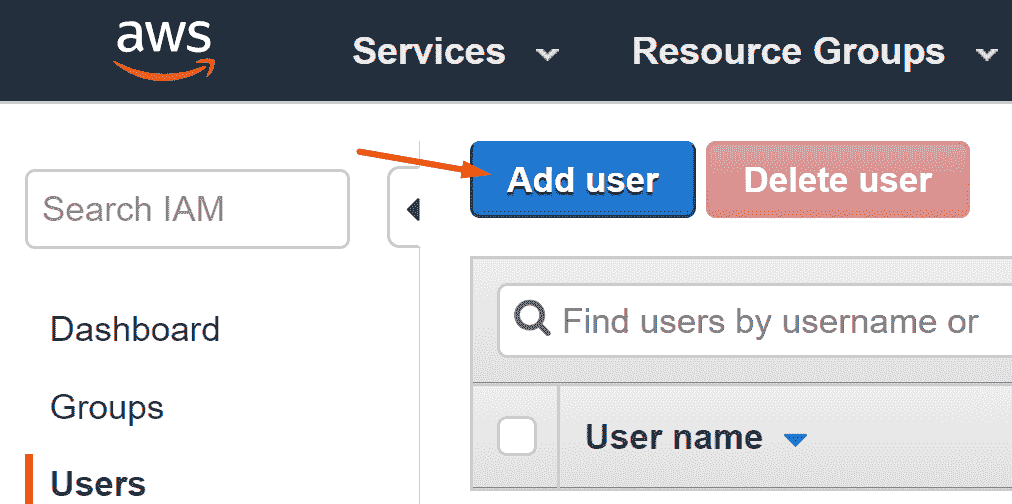 aws
Services
Resource Groups
Search IAM
Add user
Delete user
Dashboard
Find users by username or
Groups
User name
Users